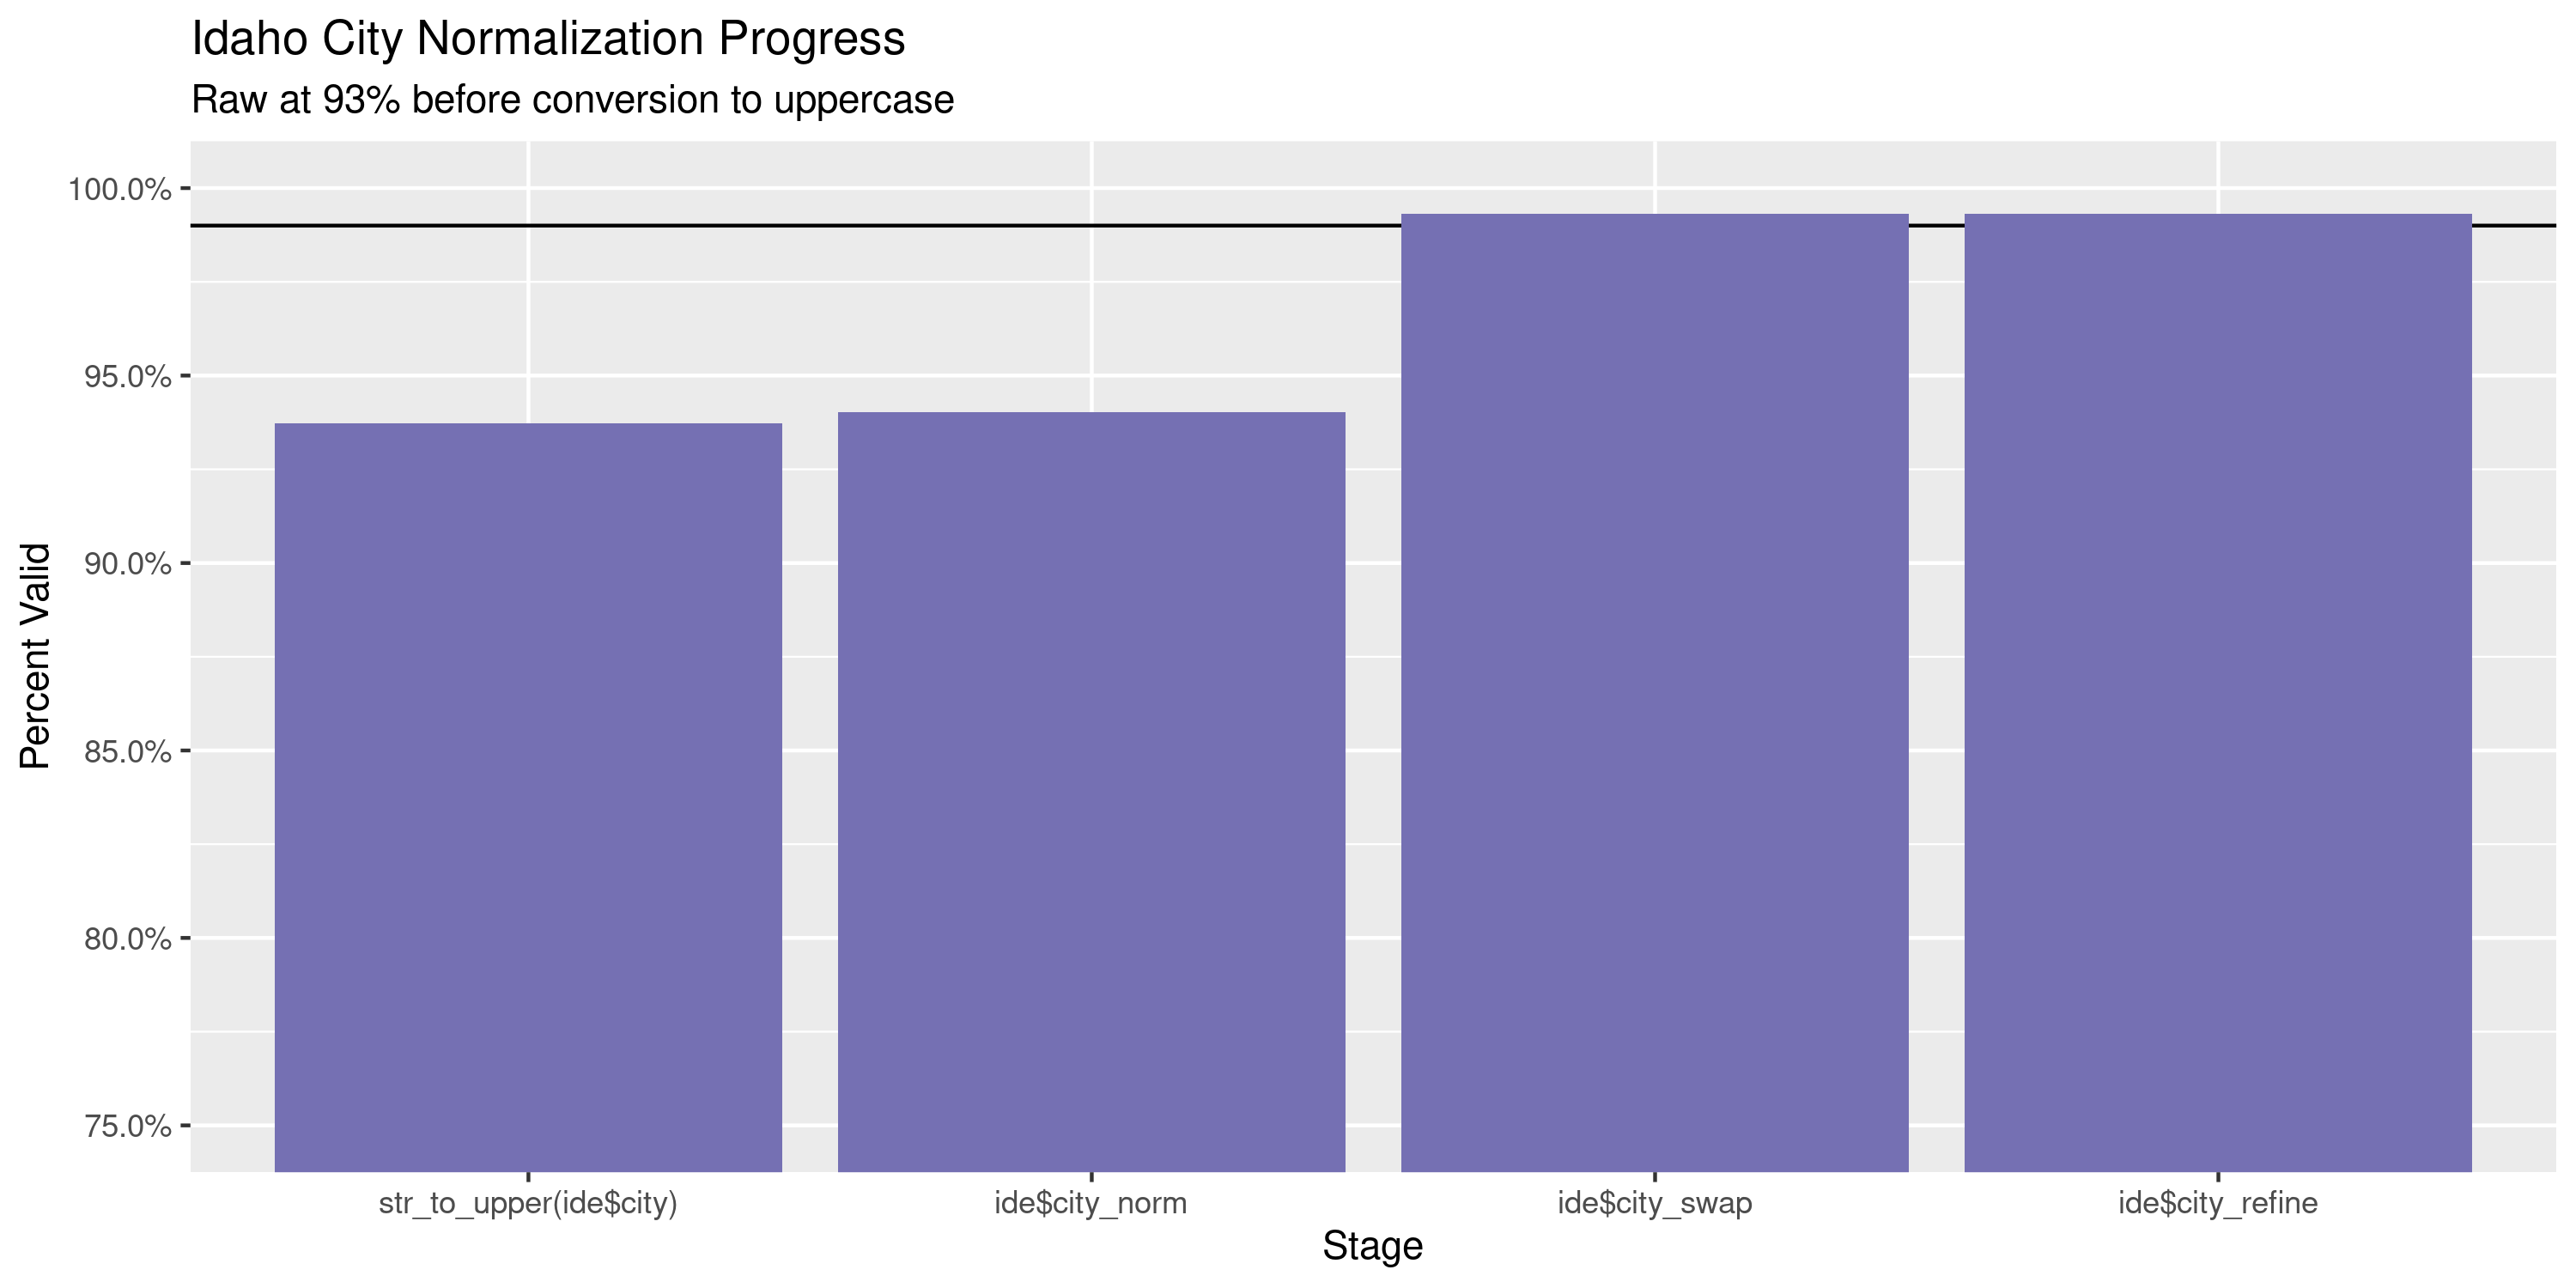 Idaho City Normalization Progress
Raw at 93% before conversion to uppercase
Percent Valid
100.0%
95.0%
90.0%
85.0%
80.0%
75.0%
str_to_upper(ide$city)
ide$city_norm
ide$city_swap
ide$city_refine
Stage